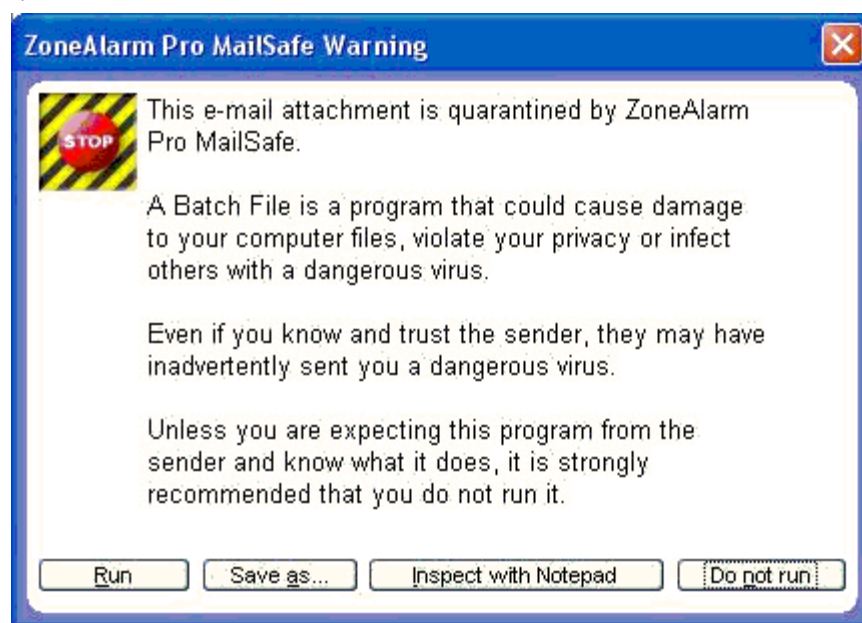 ZoneAlarm Pro MailSafe Warning
STOP
This e-mail attachment is quarantined by ZoneAlarm
Pro MailSafe.
A Batch File is a program that could cause damage
to your computer files, violate your privacy or infect
others with a dangerous virus.
Even if you know and trust the sender, they may have
inadvertently sent you a dangerous virus.
Unless you are expecting this program from the
sender and know what it does, it is strongly
recommended that you do not run it.
Run Save as... Inspect with Notepad Do not run